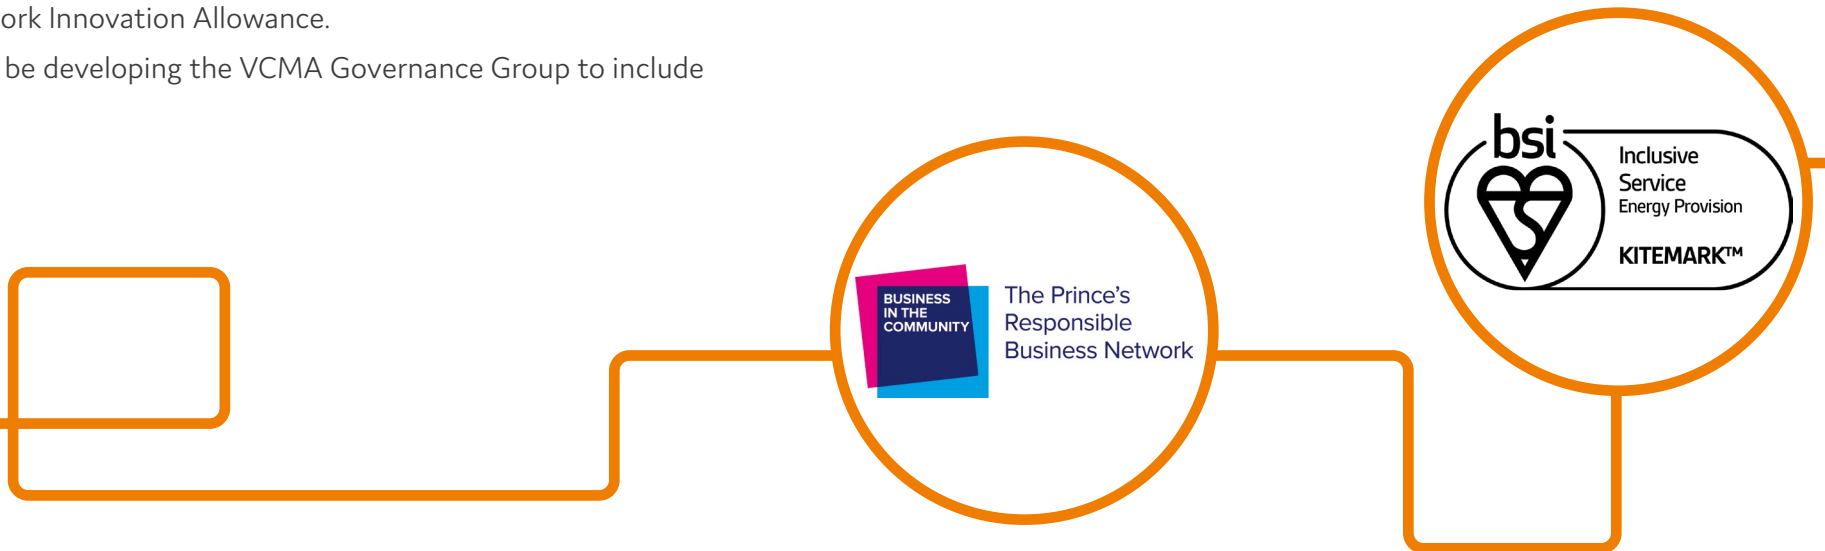 ork Innovation Allowance.
be developing the VCMA Governance Group to include
BUSINESS
IN THE
COMMUNITY
The Prince's
Responsible
Business Network
bsi
Inclusive
Service
Energy Provision
KITEMARK™